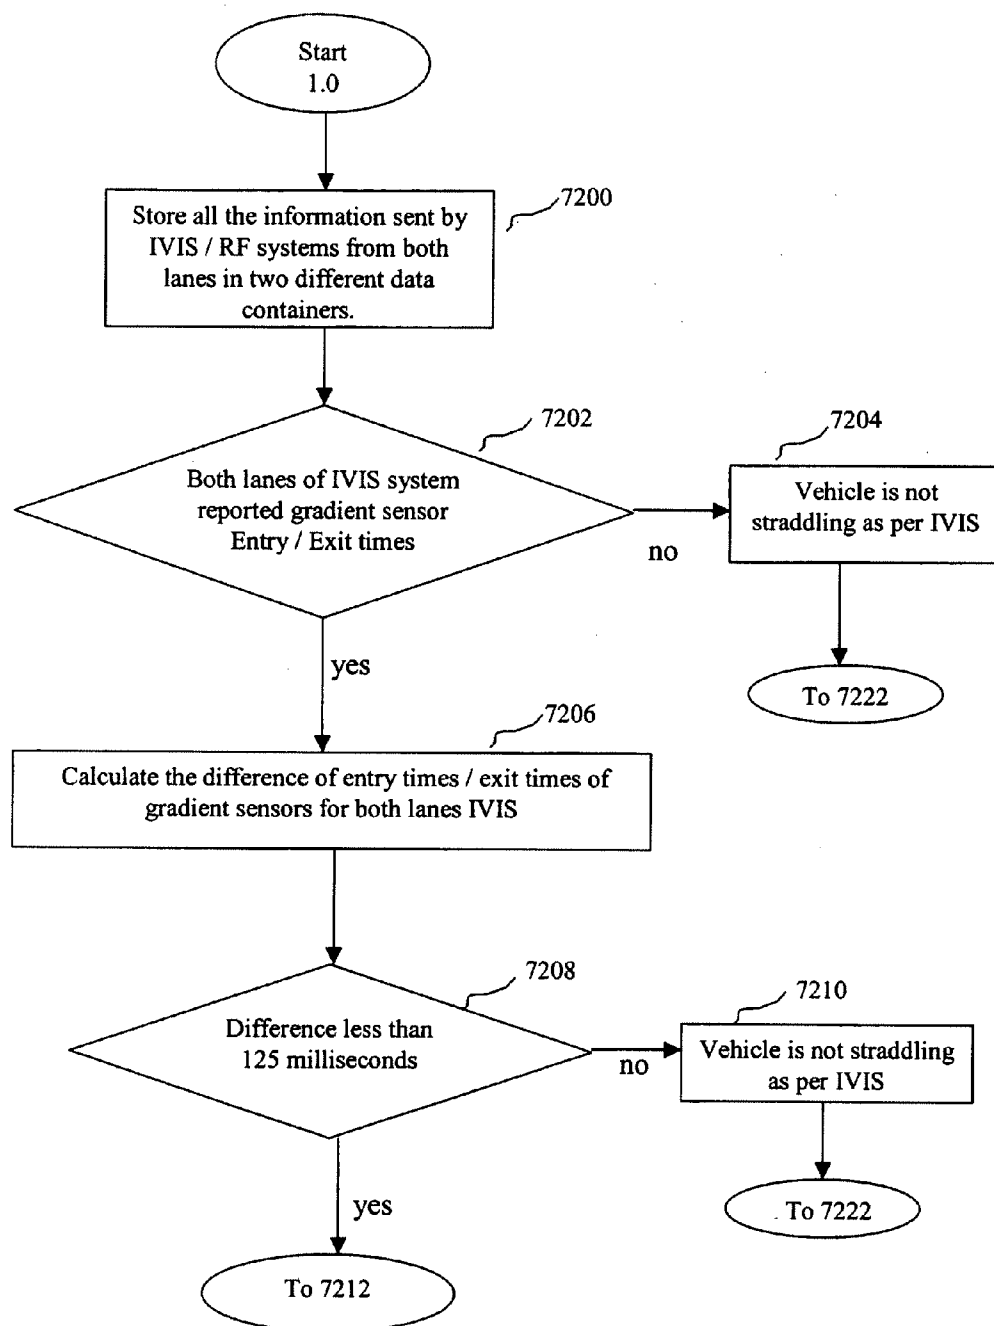 Start
1.0
7200
Store all the information sent by
IVIS / RF systems from both
lanes in two different data
containers.
7202
Both lanes of IVIS system
reported gradient sensor
Entry / Exit times
no
7204
Vehicle is not
straddling as per IVIS
To 7222
yes
7206
Calculate the difference of entry times / exit times of
gradient sensors for both lanes IVIS
7208
Difference less than
125 milliseconds
no
7210
Vehicle is not straddling
as per IVIS
To 7222
yes
To 7212